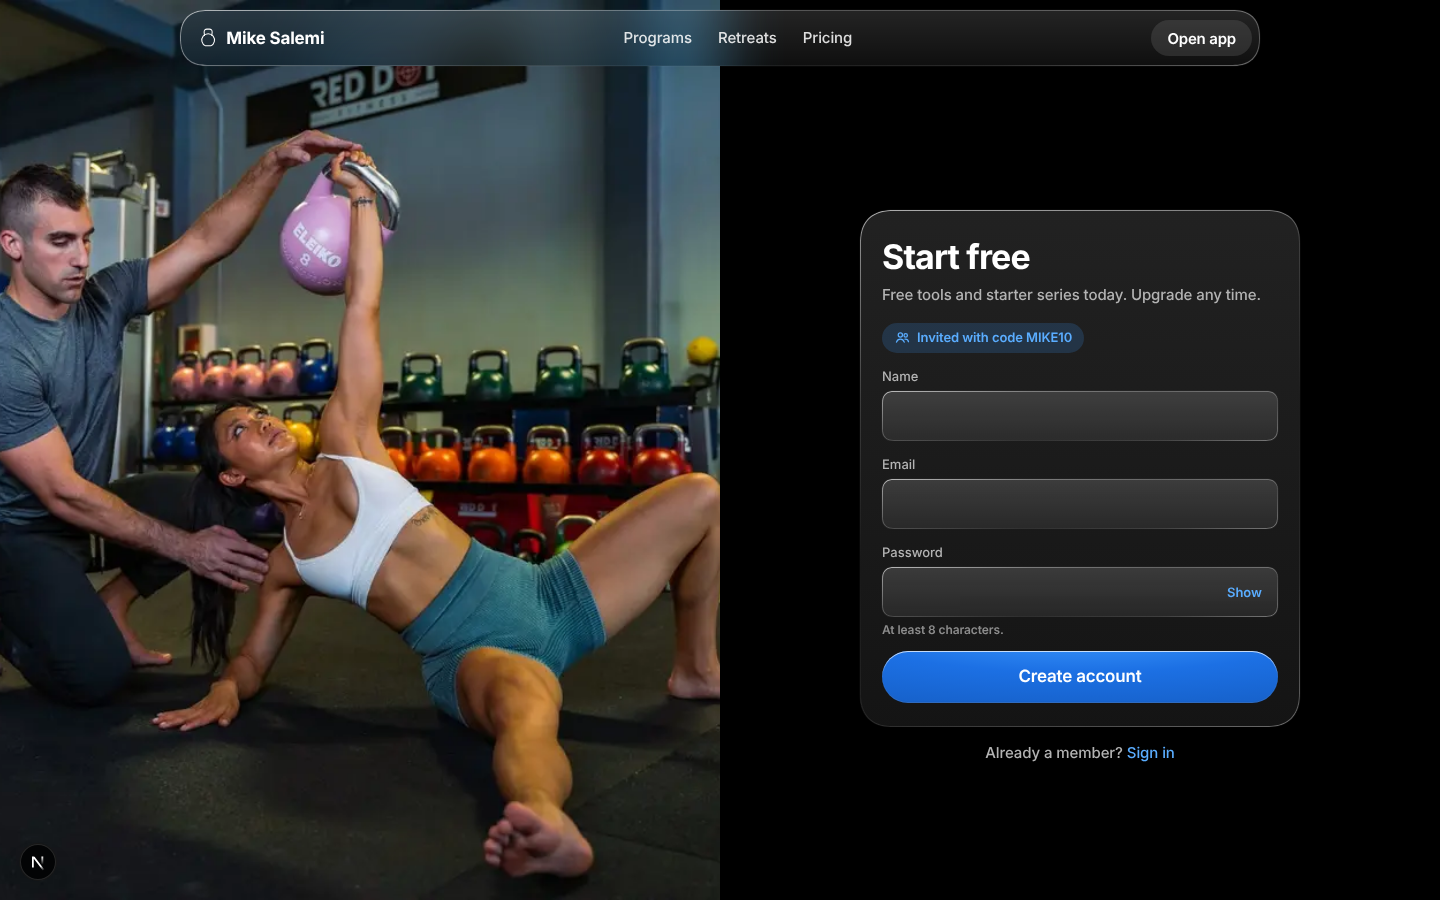 Mike Salemi
Programs
Retreats
Pricing
Open app
RED DOT
FITNESS
ELEIKO
8
Start free
Free tools and starter series today. Upgrade any time.
Invited with code MIKE10
Name
Email
Password
Show
At least 8 characters.
Create account
Already a member? Sign in
N